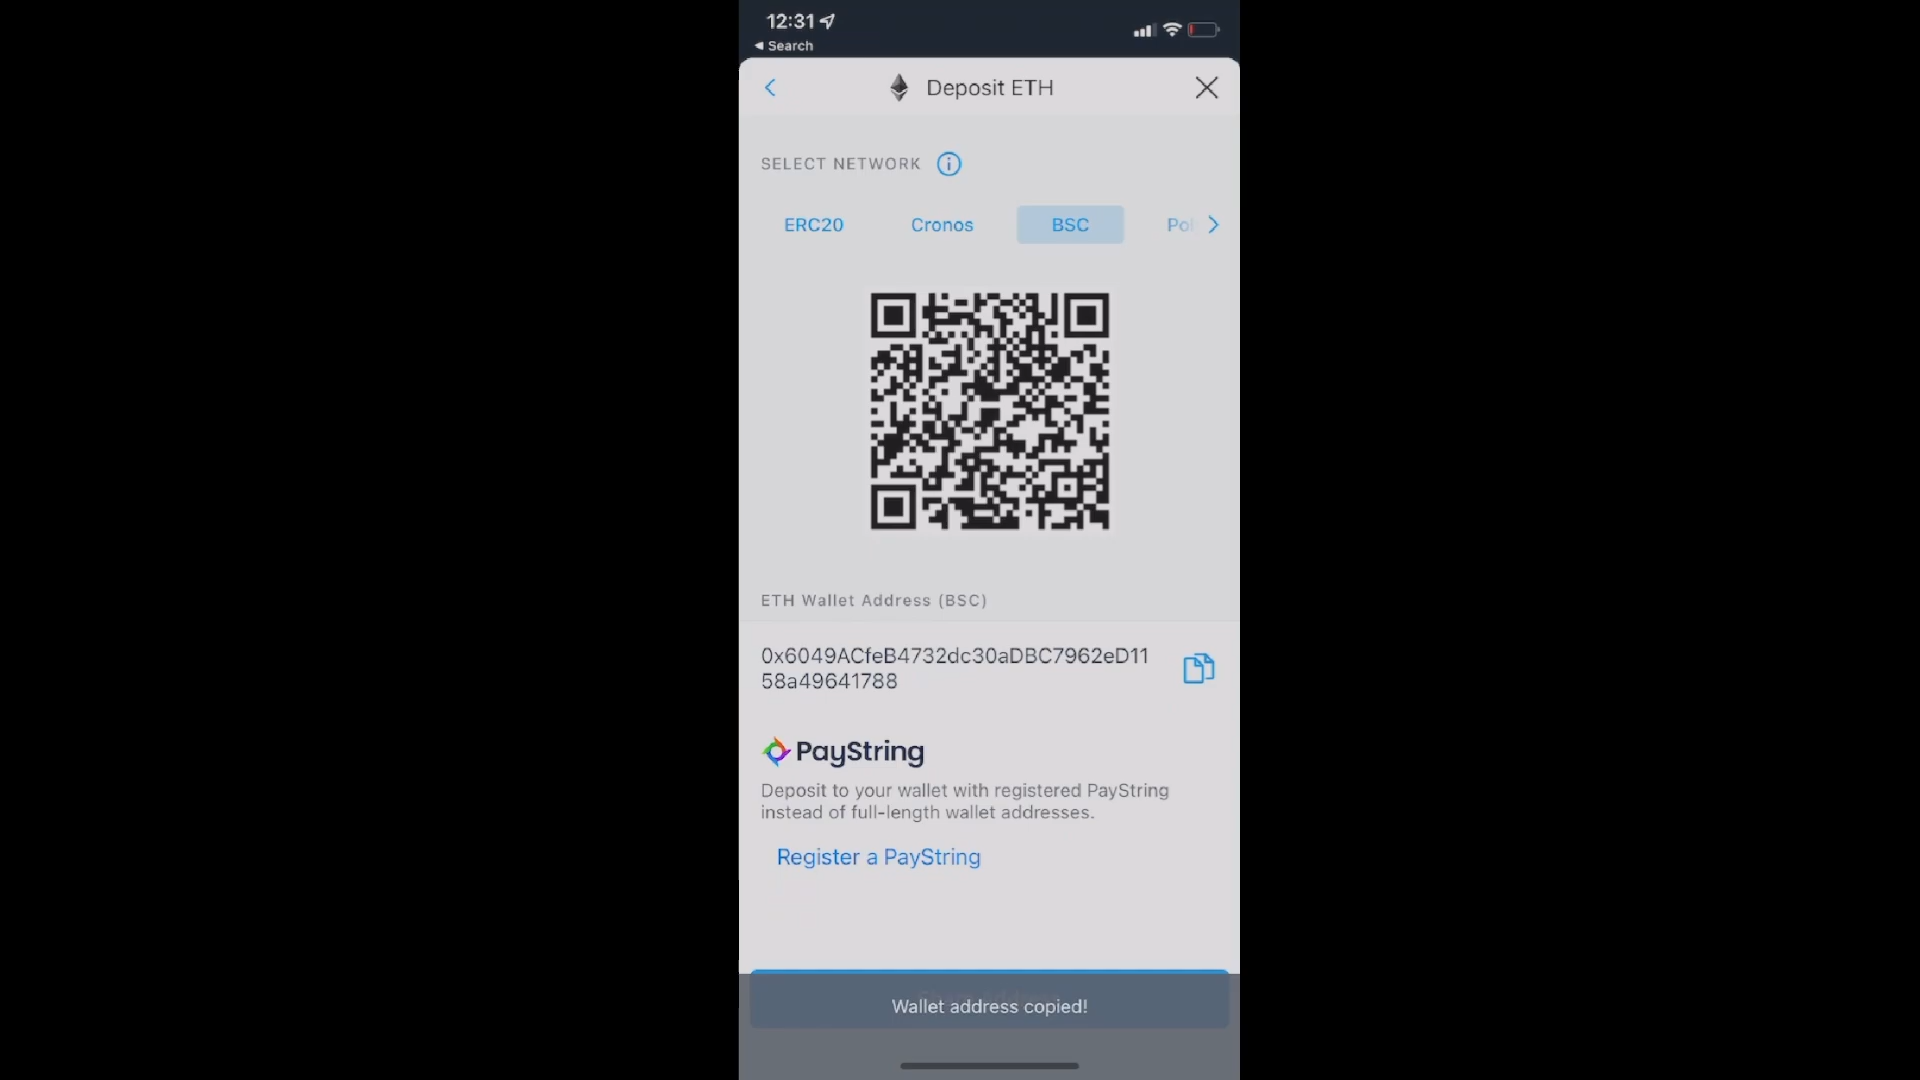 12:31
Search
Deposit ETH
SELECT NETWORK
ERC20 Cronos BSC
ETH Wallet Address (BSC)
0x6049ACfeB4732dc30aDBC7962eD11
58a49641788
PayString
Deposit to your wallet with registered PayString
instead of full-length wallet addresses.
Register a PayString
Wallet address copied!